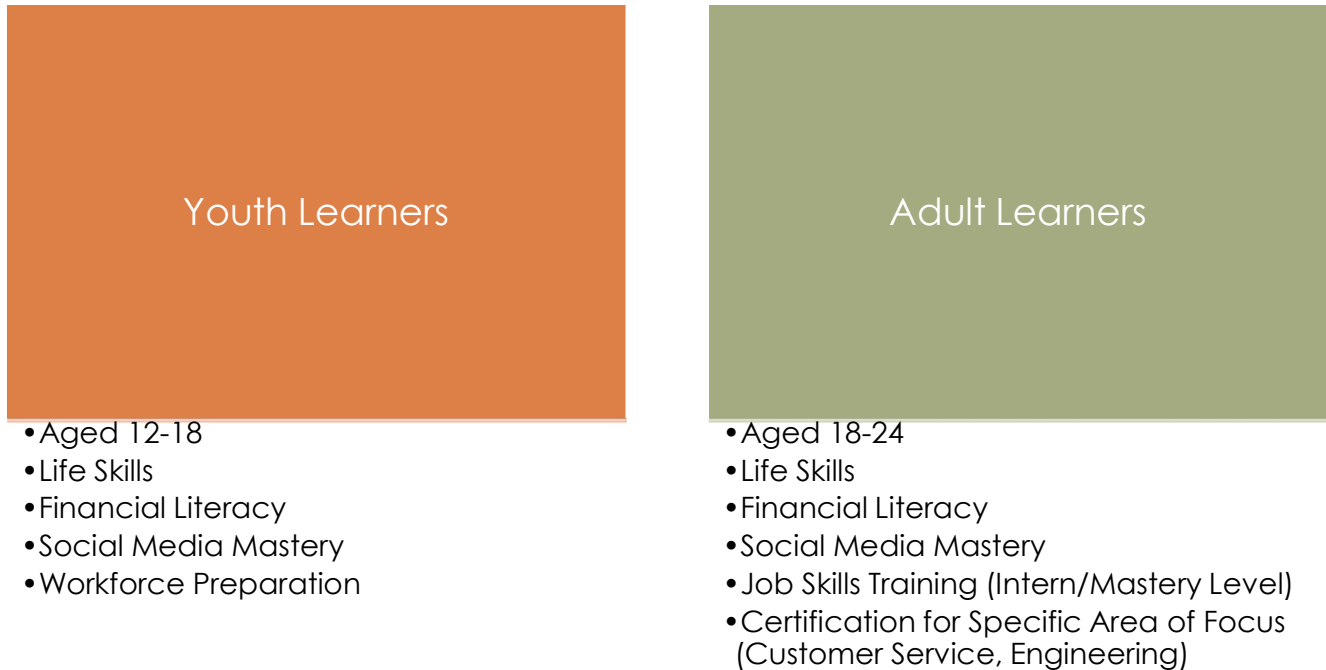 Youth Learners
•Aged 12-18
•Life Skills
•Financial Literacy
•Social Media Mastery
•Workforce Preparation
Adult Learners
•Aged 18-24
•Life Skills
•Financial Literacy
•Social Media Mastery
•Job Skills Training (Intern/Mastery Level)
•Certification for Specific Area of Focus
(Customer Service, Engineering)